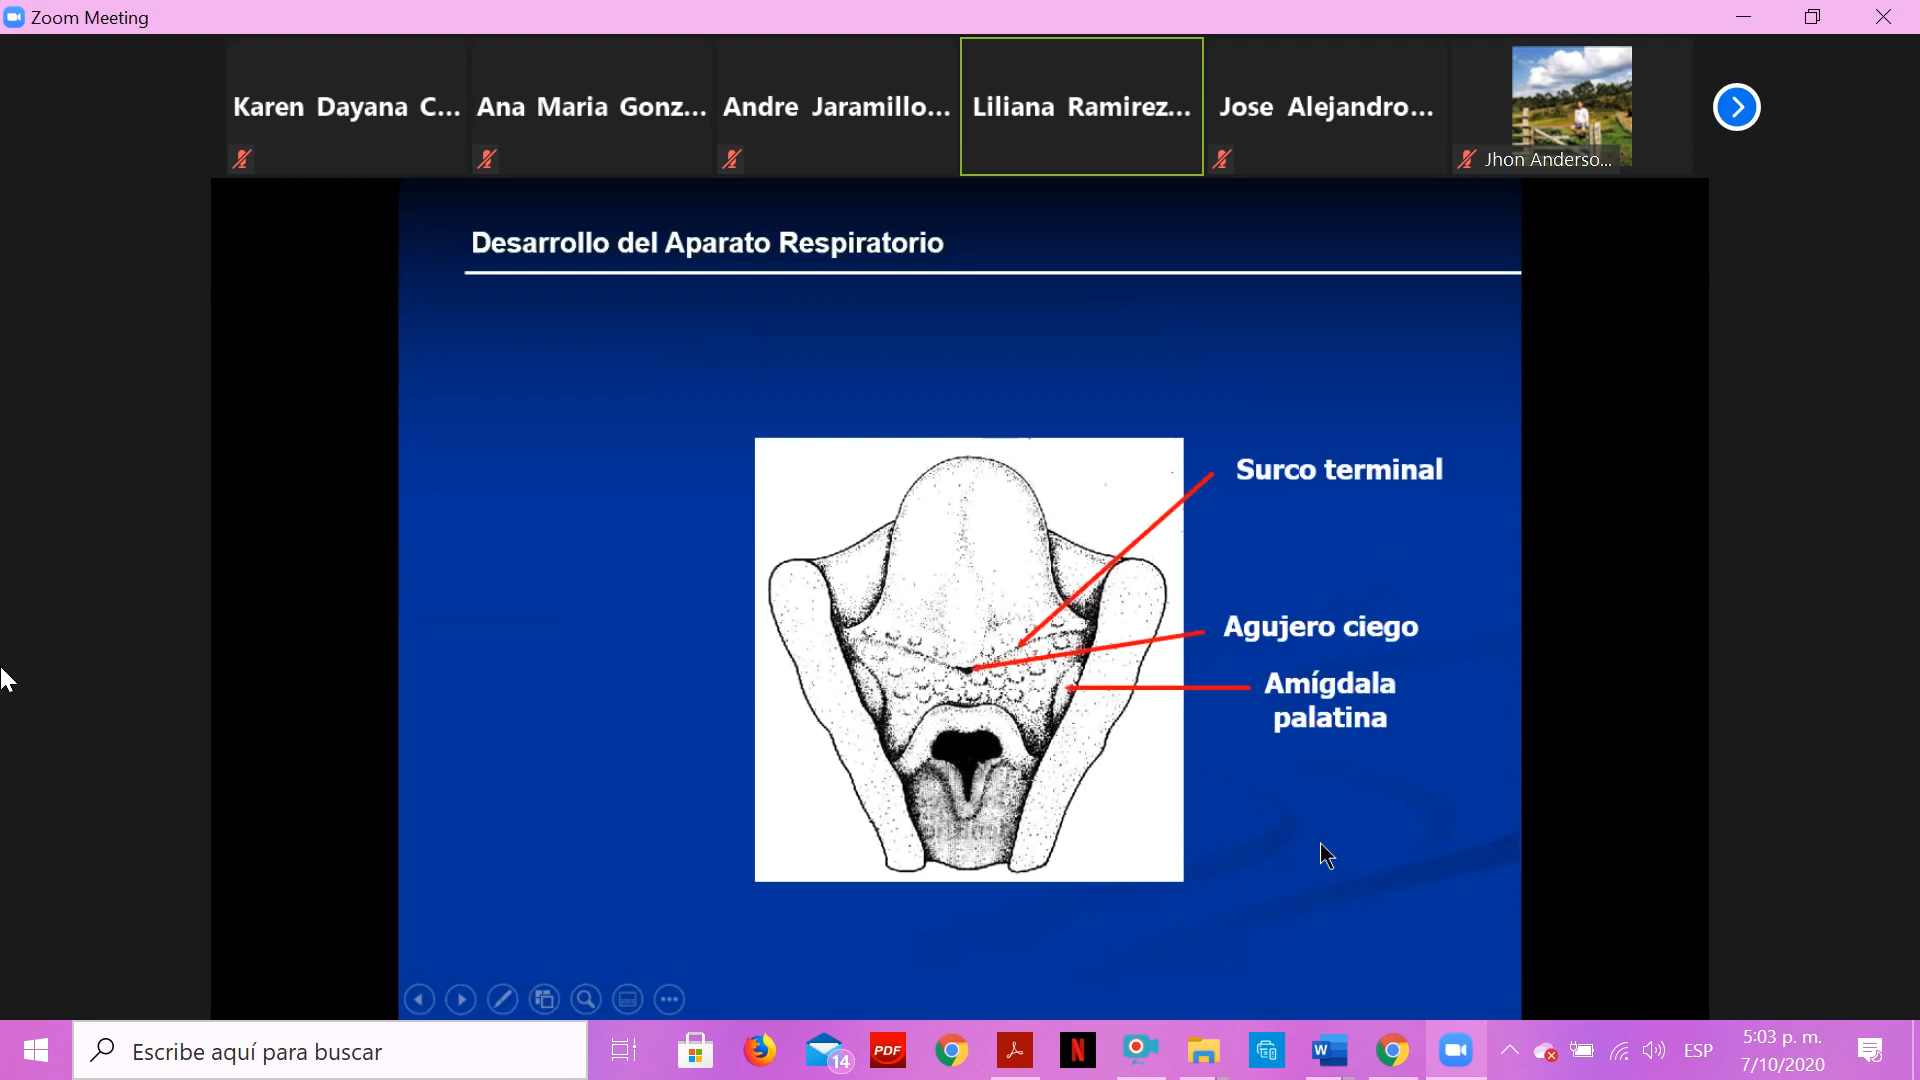 Zoom Meeting
Karen Dayana C...
Ana Maria Gonz...
Andre Jaramillo...
Liliana Ramirez...
Jose Alejandro...
Jhon Anderso...
Desarrollo del Aparato Respiratorio
Surco terminal
Agujero ciego
Amígdala
palatina
Escribe aquí para buscar
14
PDF
N
W
ESP
5:03 p. m.
7/10/2020